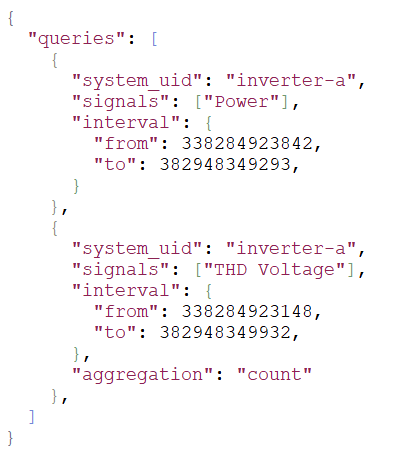 {
  "queries": [
    {
      "system_uid": "inverter-a",
      "signals": ["Power"],
      "interval": {
        "from": 338284923842,
        "to": 382948349293,
      }
    },
    {
      "system_uid": "inverter-a",
      "signals": ["THD Voltage"],
      "interval": {
        "from": 338284923148,
        "to": 382948349932,
      },
      "aggregation": "count"
    },
  ]
}